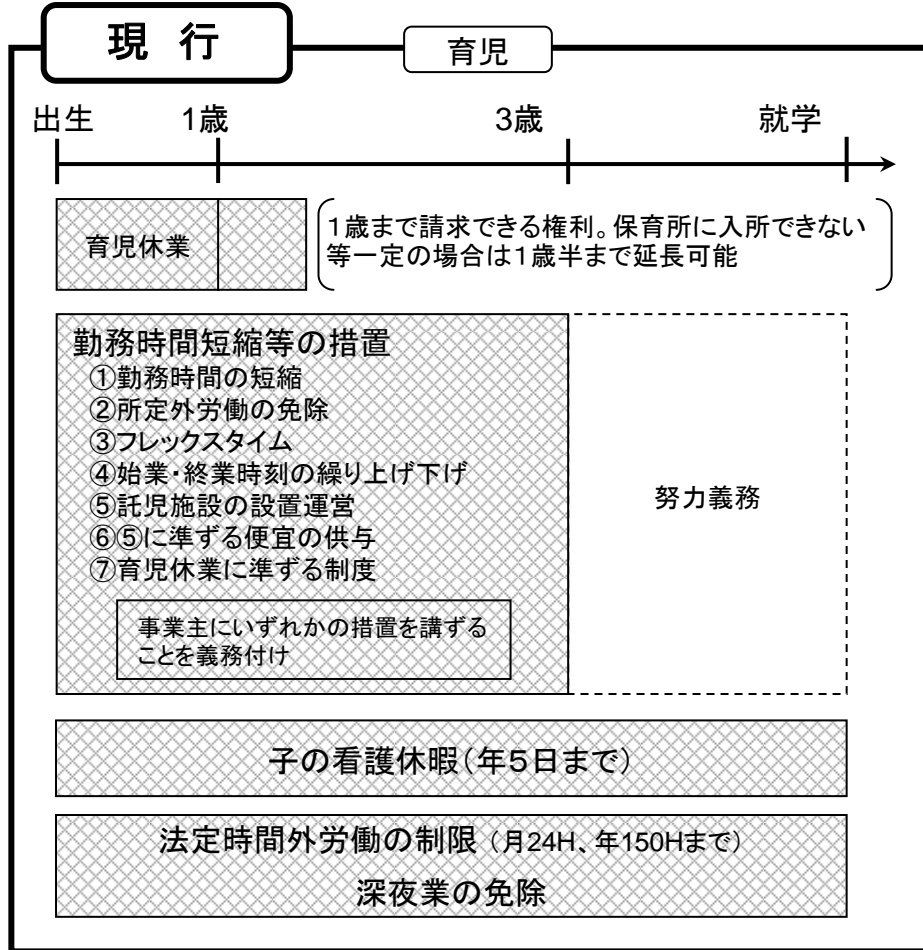 現 行
育児
出生 1歳 3歳 就学
育児休業
1歳まで請求できる権利。保育所に入所できない
等一定の場合は1歳半まで延長可能
勤務時間短縮等の措置
①勤務時間の短縮
②所定外労働の免除
③フレックスタイム
④始業・終業時刻の繰り上げ下げ
⑤託児施設の設置運営
⑥⑤に準ずる便宜の供与
⑦育児休業に準ずる制度
事業主にいずれかの措置を講ずる
ことを義務付け
努力義務
子の看護休暇(年5日まで)
法定時間外労働の制限(月24H、年150Hまで)
深夜業の免除